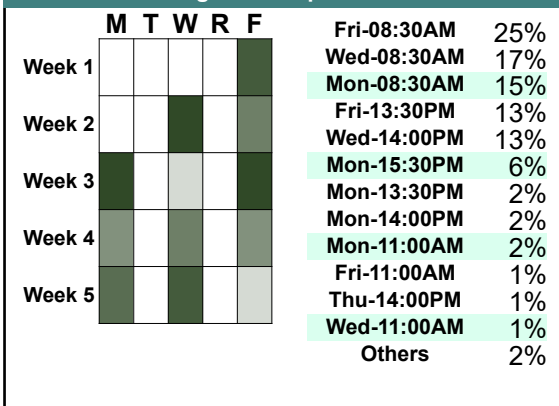 M T W R F
Week 1
Week 2
Week 3
Week 4
Week 5
Fri-08:30AM 25%
Wed-08:30AM 17%
Mon-08:30AM 15%
Fri-13:30PM 13%
Wed-14:00PM 13%
Mon-15:30PM 6%
Mon-13:30PM 2%
Mon-14:00PM 2%
Mon-11:00AM 2%
Fri-11:00AM 1%
Thu-14:00PM 1%
Wed-11:00AM 1%
Others 2%